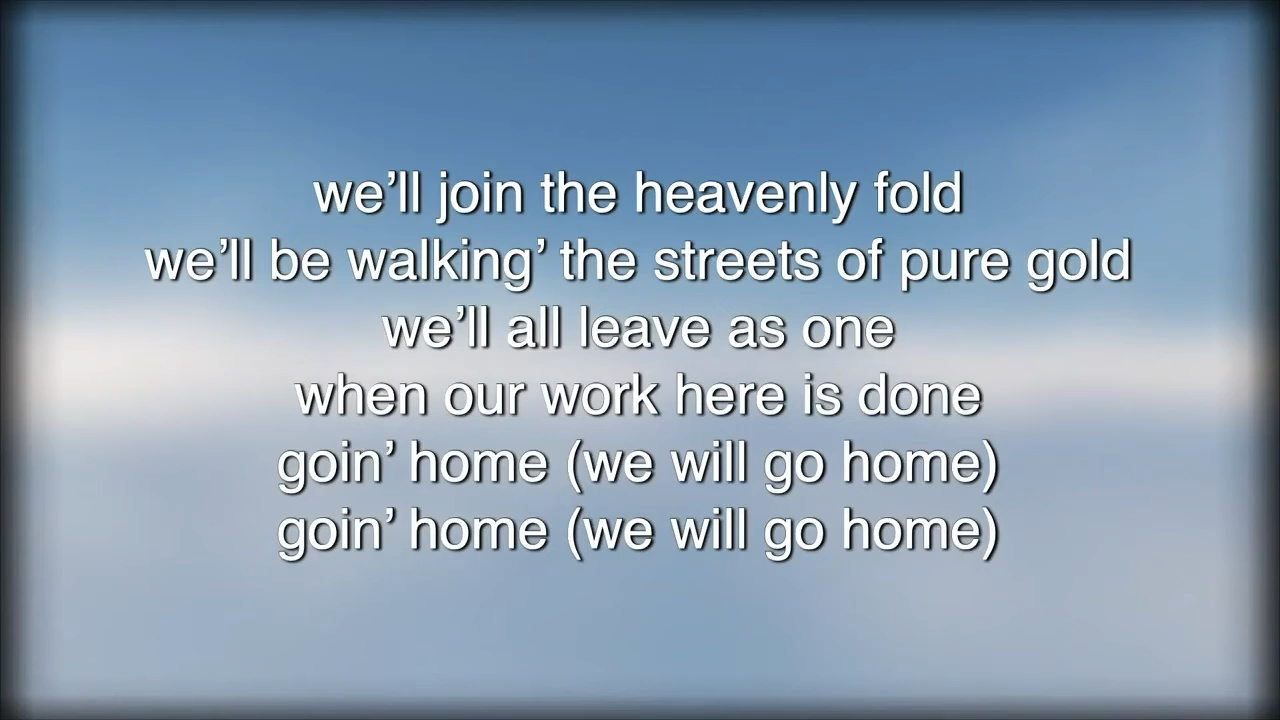 we’ll join the heavenly fold
we’ll be walking’ the streets of pure gold
we’ll all leave as one
when our work here is done
goin’ home (we will go home)
goin’ home (we will go home)